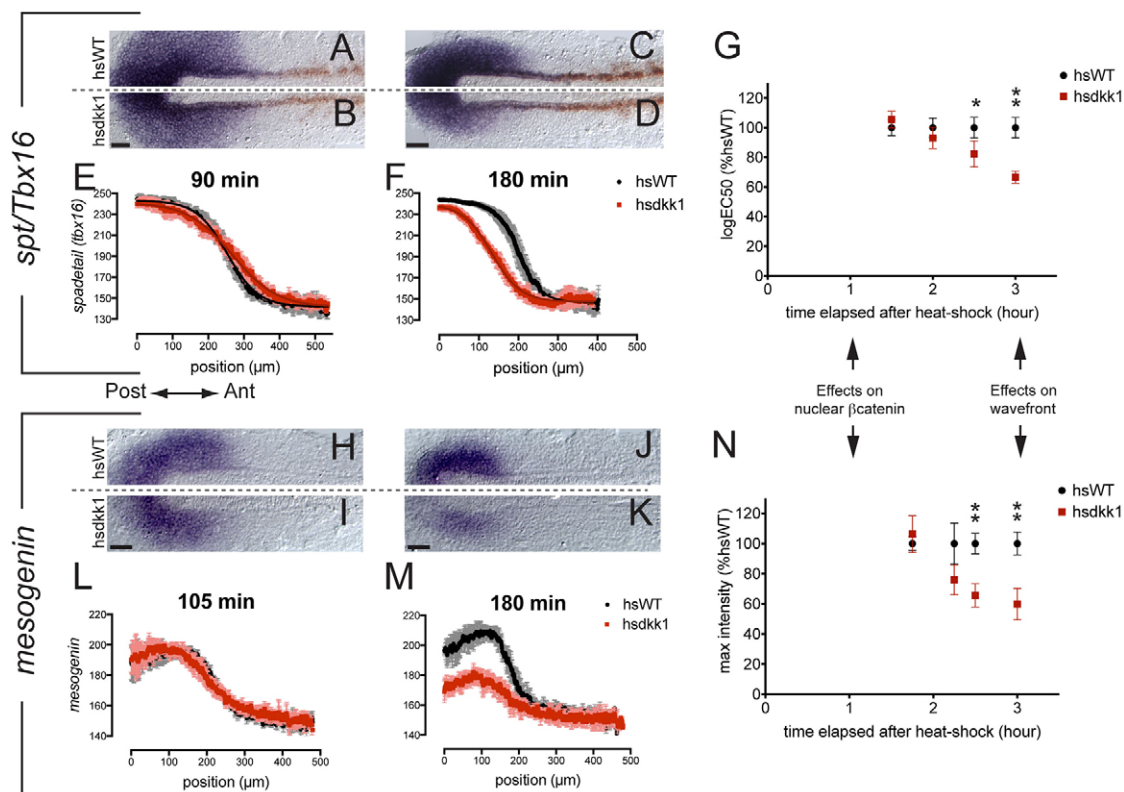 spt/Tbx16
hsWT
hsdkk1
A
B
C
D
E
90 min
spadetail (tbx16)
250
230
210
190
170
150
130
0 100 200 300 400 500
position (µm)
F
180 min
hsWT
hsdkk1
250
230
210
190
170
150
130
0 100 200 300 400 500
position (µm)
G
hsWT
hsdkk1
logEC50 (%hsWT)
120
100
80
60
40
20
0
*
*
*
0 1 2 3
time elapsed after heat-shock (hour)
Post Ant
Effects on
nuclear βcatenin
Effects on
wavefront
mesogenin
hsWT
hsdkk1
H
I
J
K
L
105 min
mesogenin
220
200
180
160
140
0 100 200 300 400 500
position (µm)
M
180 min
hsWT
hsdkk1
220
200
180
160
140
0 100 200 300 400 500
position (µm)
N
hsWT
hsdkk1
max intensity (%hsWT)
120
100
80
60
40
20
0
*
*
*
*
0 1 2 3
time elapsed after heat-shock (hour)